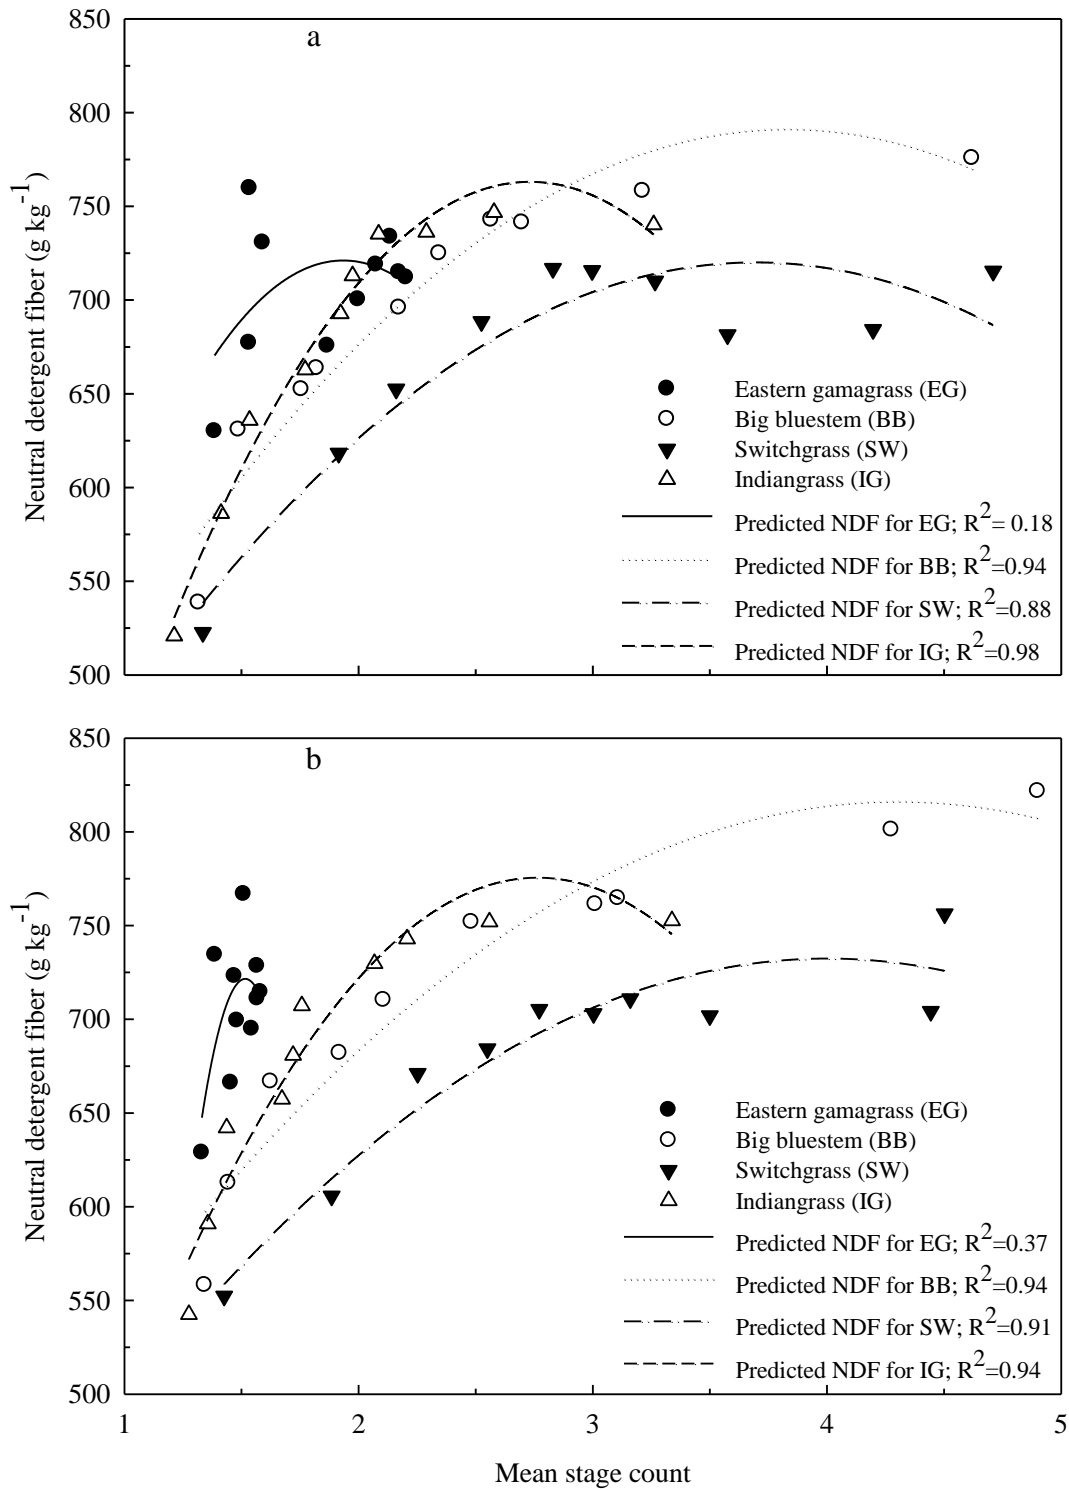 850
a
800
750
700
650
600
550
500
Neutral detergent fiber (g kg-1)
Eastern gamagrass (EG)
Big bluestem (BB)
Switchgrass (SW)
Indiangrass (IG)
Predicted NDF for EG; R2= 0.18
Predicted NDF for BB; R2=0.94
Predicted NDF for SW; R2=0.88
Predicted NDF for IG; R2=0.98
850
b
800
750
700
650
600
550
500
Neutral detergent fiber (g kg-1)
Eastern gamagrass (EG)
Big bluestem (BB)
Switchgrass (SW)
Indiangrass (IG)
Predicted NDF for EG; R2=0.37
Predicted NDF for BB; R2=0.94
Predicted NDF for SW; R2=0.91
Predicted NDF for IG; R2=0.94
1 2 3 4 5
Mean stage count